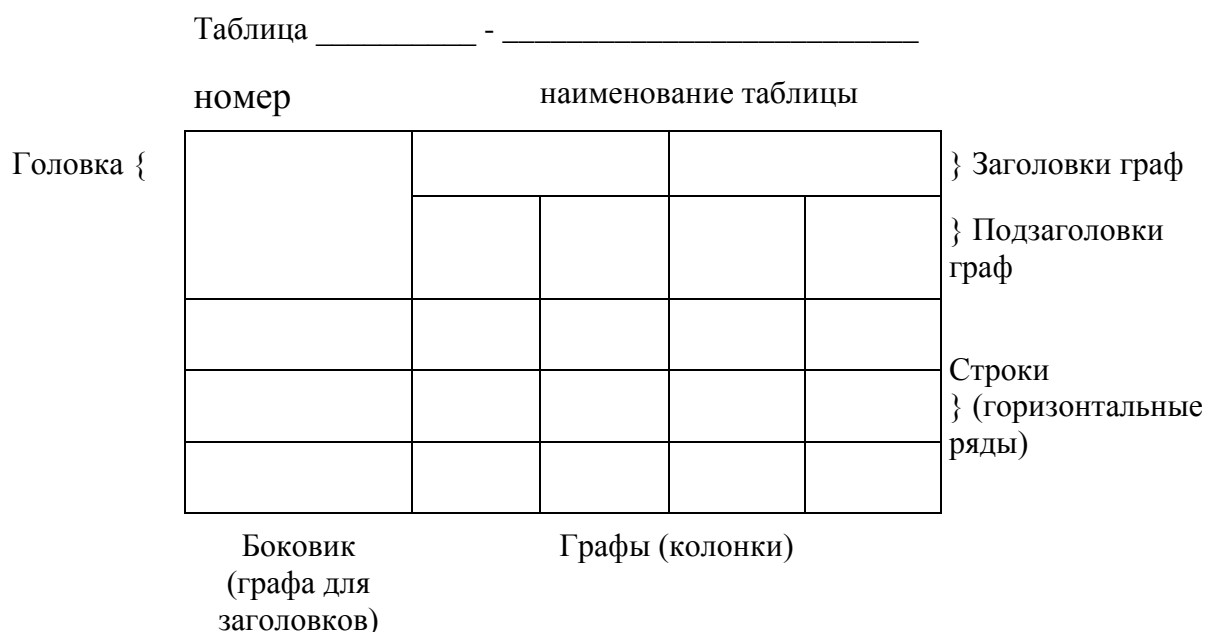 Таблица __________ - __________________________
номер наименование таблицы
Головка { } Заголовки граф
} Подзаголовки
граф
Строки
} (горизонтальные
ряды)
Боковик Графы (колонки)
(графа для
заголовков)